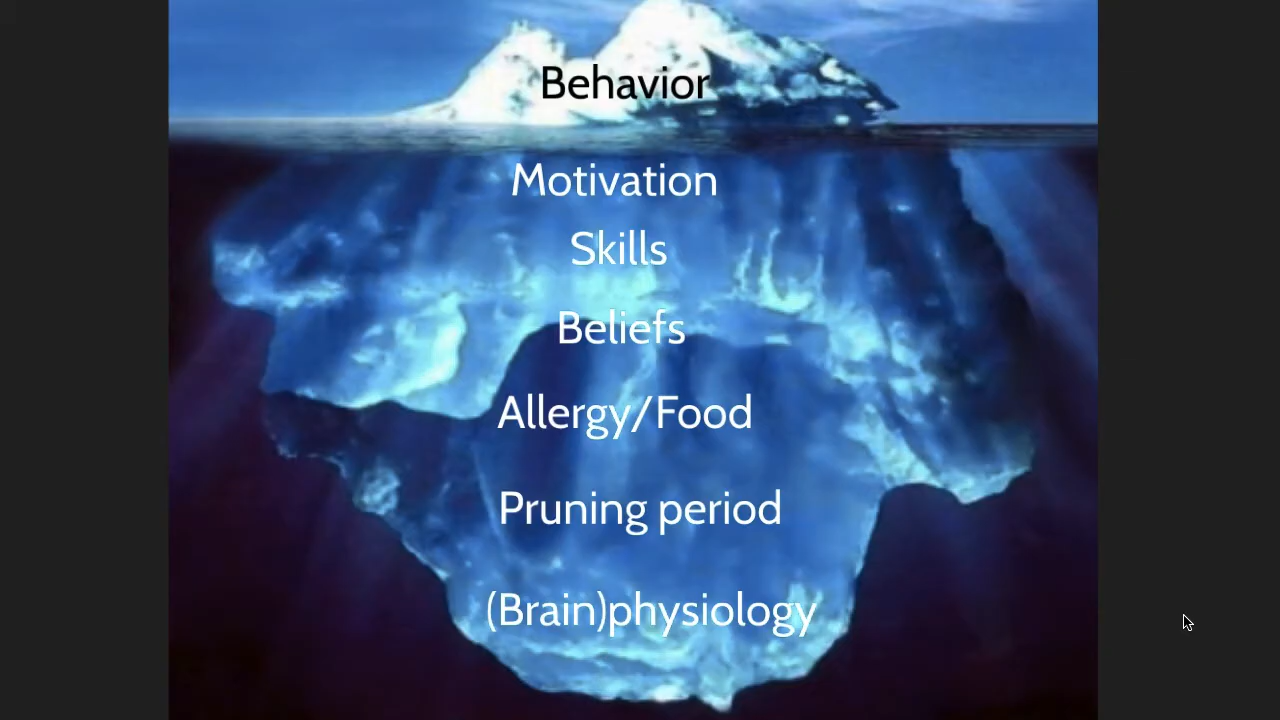 Behavior
Motivation
Skills
Beliefs
Allergy/Food
Pruning period
(Brain)physiology